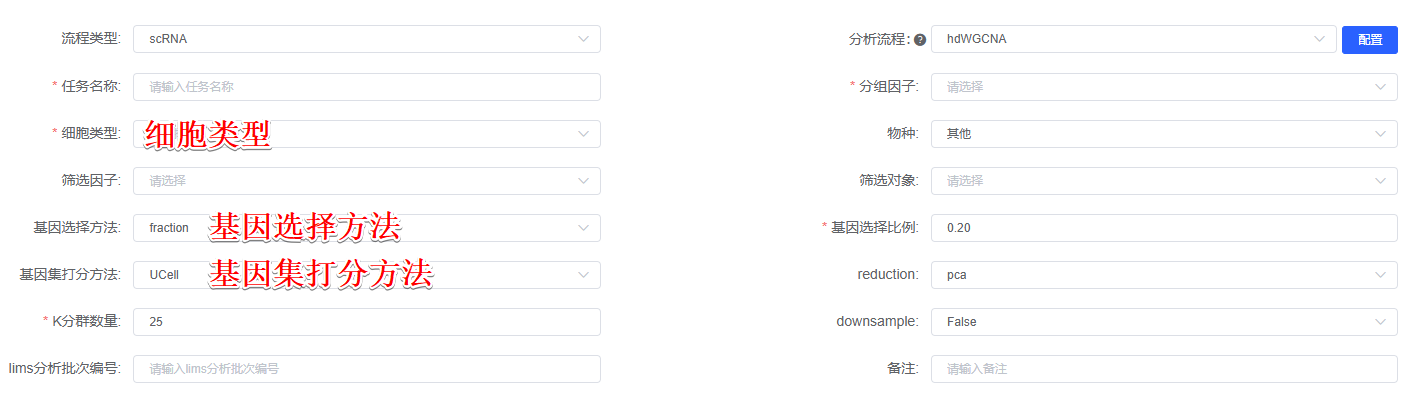 流程类型: scRNA 分析流程: ? hdWGCNA 配置
* 任务名称: 请输入任务名称 * 分组因子: 请选择
* 细胞类型: 细胞类型 物种: 其他
筛选因子: 请选择 筛选对象: 请选择
基因选择方法: fraction 基因选择方法 * 基因选择比例: 0.20
基因集打分方法: UCell 基因集打分方法 reduction: pca
* K分群数量: 25 downsample: False
lims分析批次编号: 请输入lims分析批次编号 备注: 请输入备注